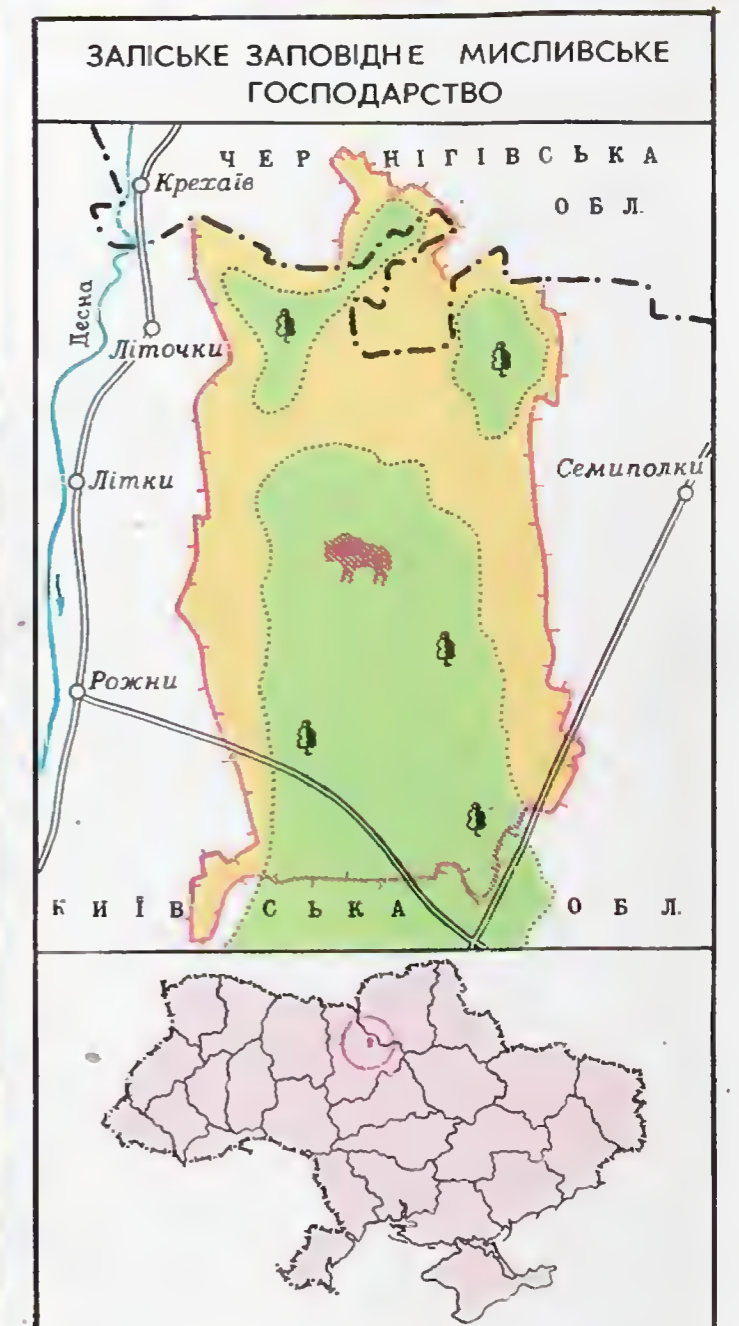 ЗАЛІСЬКЕ ЗАПОВІДНЕ МИСЛИВСЬКЕ
ГОСПОДАРСТВО
ЧЕРНІГІВСЬКА
ОБЛ.
Крехаїв
Десна
Літочки
Літки
Семиполки
Рожни
КИЇВСЬКА ОБЛ.